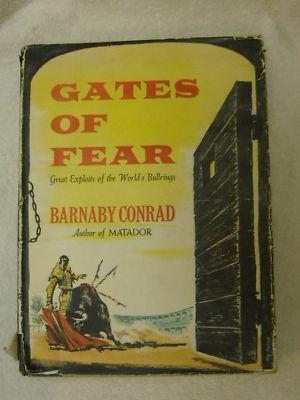 GATES
OF
FEAR
Great Exploits of the World's Bullrings
BARNABY CONRAD
Author of MATADOR